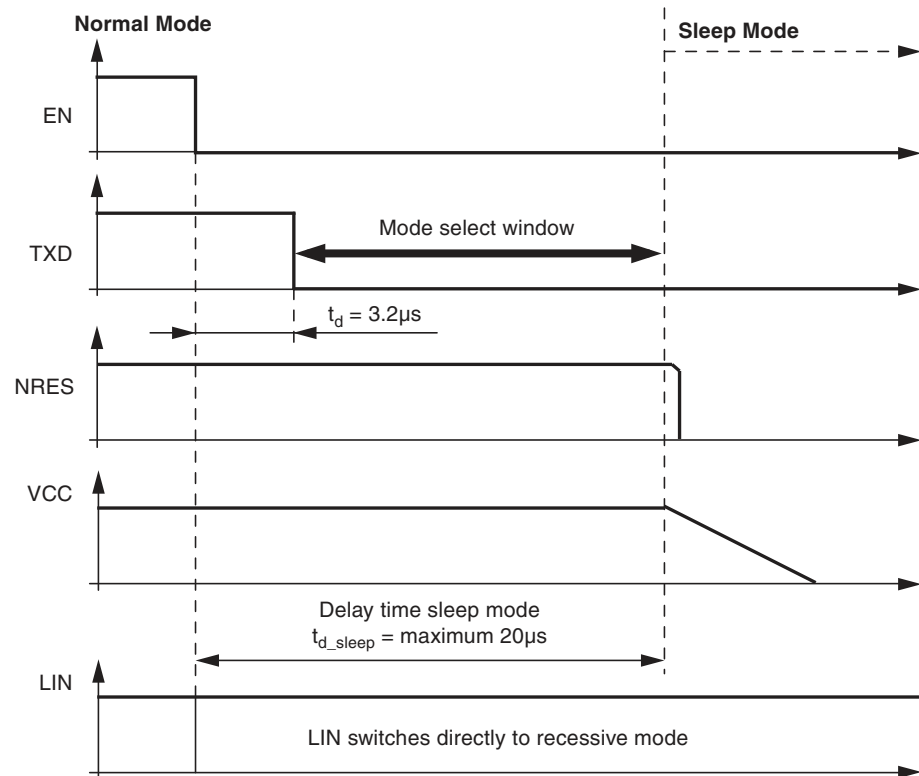 Normal Mode
Sleep Mode
EN
TXD
Mode select window
t_d = 3.2µs
NRES
VCC
Delay time sleep mode
t_d_sleep = maximum 20µs
LIN
LIN switches directly to recessive mode